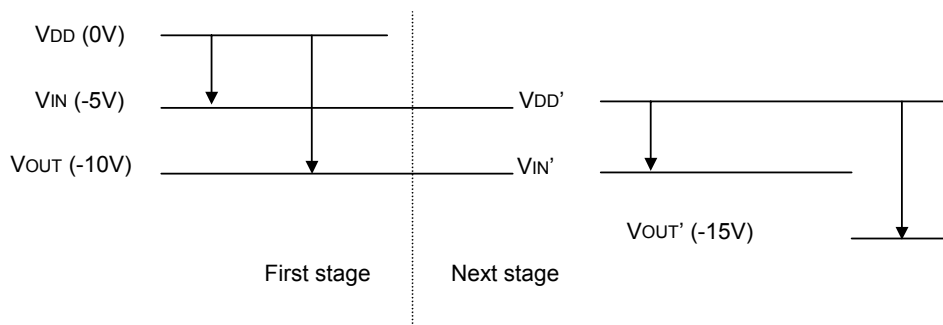 VDD (0V)
VIN (-5V)
VDD’
VOUT (-10V)
VIN’
VOUT’ (-15V)
First stage
Next stage